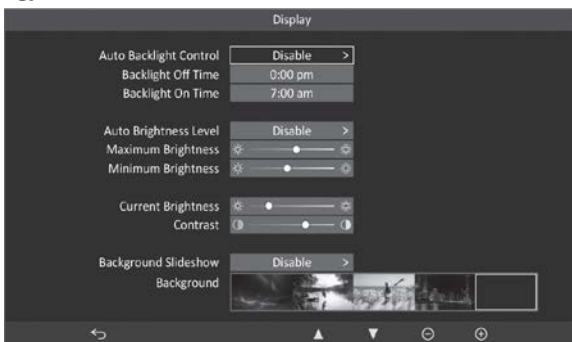 Display
Auto Backlight Control Disable >
Backlight Off Time 0:00 pm
Backlight On Time 7:00 am
Auto Brightness Level Disable >
Maximum Brightness
Minimum Brightness
Current Brightness
Contrast
Background Slideshow Disable >
Background